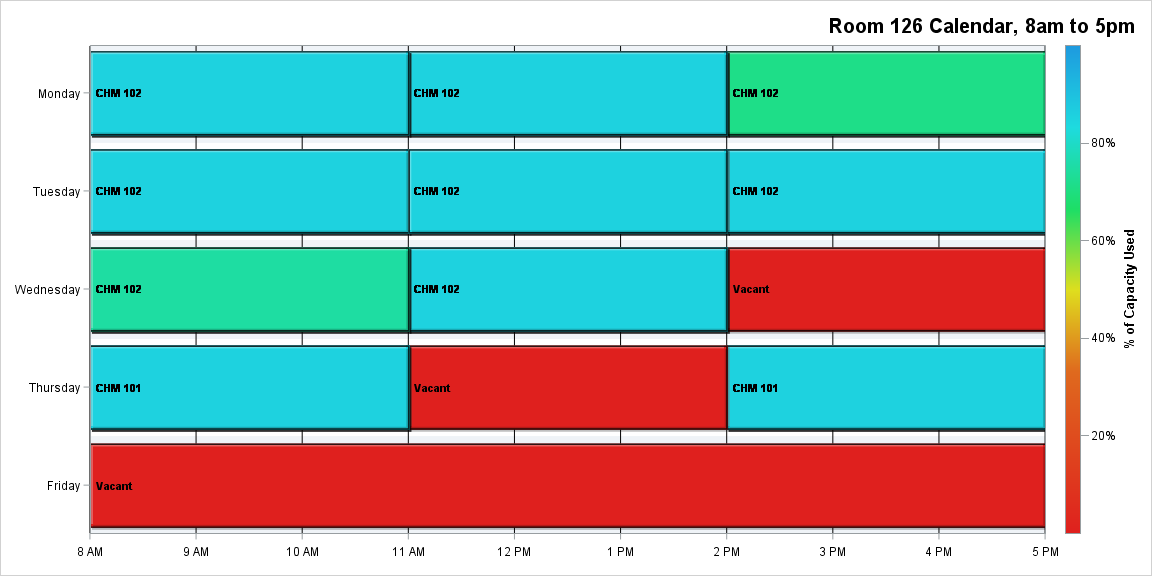 Room 126 Calendar, 8am to 5pm
Monday
CHM 102
CHM 102
CHM 102
Tuesday
CHM 102
CHM 102
CHM 102
Wednesday
CHM 102
CHM 102
Vacant
Thursday
CHM 101
Vacant
CHM 101
Friday
Vacant
8 AM 9 AM 10 AM 11 AM 12 PM 1 PM 2 PM 3 PM 4 PM 5 PM
80%
60%
40%
20%
% of Capacity Used